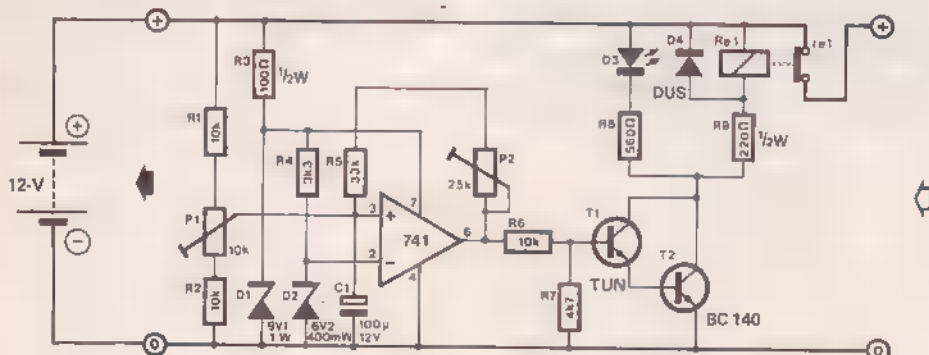 +
12-V
+
−
R1
10k
P1
10k
R2
10k
R3
100Ω
½W
D1
9V1
1W
R4
3k3
D2
6V2
400mW
R5
33k
C1
100µ
12V
3 +
2 −
7
4
6
741
P2
25k
R6
10k
R7
4k7
T1
TUN
T2
BC 140
D3
R8
560Ω
D4
DUS
Re1
R9
220Ω
½W
re1
+
0
0